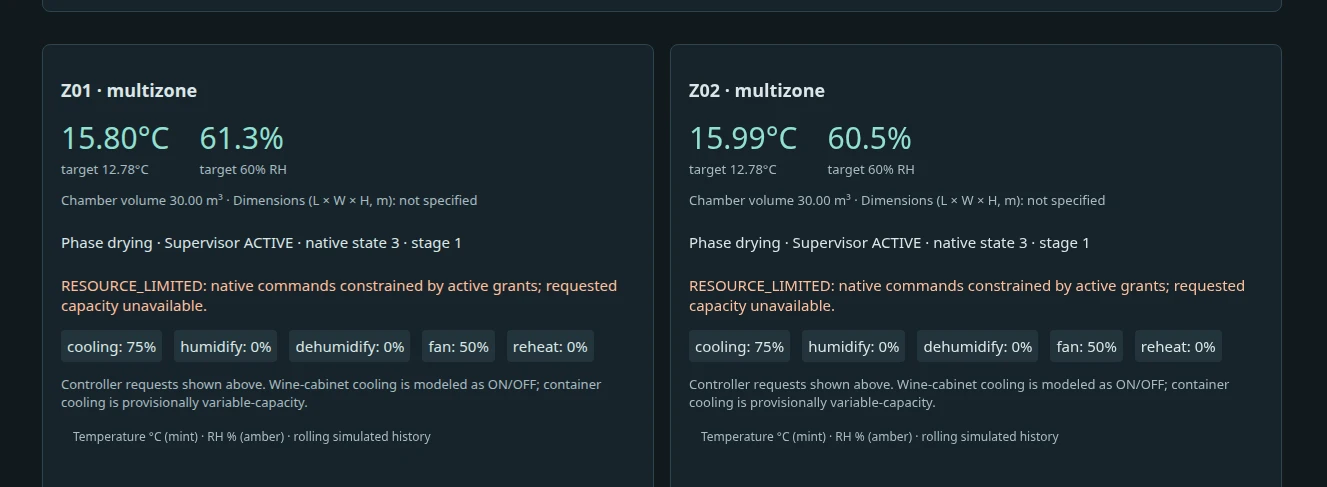 Z01 · multizone
15.80°C 61.3%
target 12.78°C target 60% RH
Chamber volume 30.00 m³ · Dimensions (L × W × H, m): not specified
Phase drying · Supervisor ACTIVE · native state 3 · stage 1
RESOURCE_LIMITED: native commands constrained by active grants; requested
capacity unavailable.
cooling: 75% humidify: 0% dehumidify: 0% fan: 50% reheat: 0%
Controller requests shown above. Wine-cabinet cooling is modeled as ON/OFF; container
cooling is provisionally variable-capacity.
Temperature °C (mint) · RH % (amber) · rolling simulated history
Z02 · multizone
15.99°C 60.5%
target 12.78°C target 60% RH
Chamber volume 30.00 m³ · Dimensions (L × W × H, m): not specified
Phase drying · Supervisor ACTIVE · native state 3 · stage 1
RESOURCE_LIMITED: native commands constrained by active grants; requested
capacity unavailable.
cooling: 75% humidify: 0% dehumidify: 0% fan: 50% reheat: 0%
Controller requests shown above. Wine-cabinet cooling is modeled as ON/OFF; container
cooling is provisionally variable-capacity.
Temperature °C (mint) · RH % (amber) · rolling simulated history